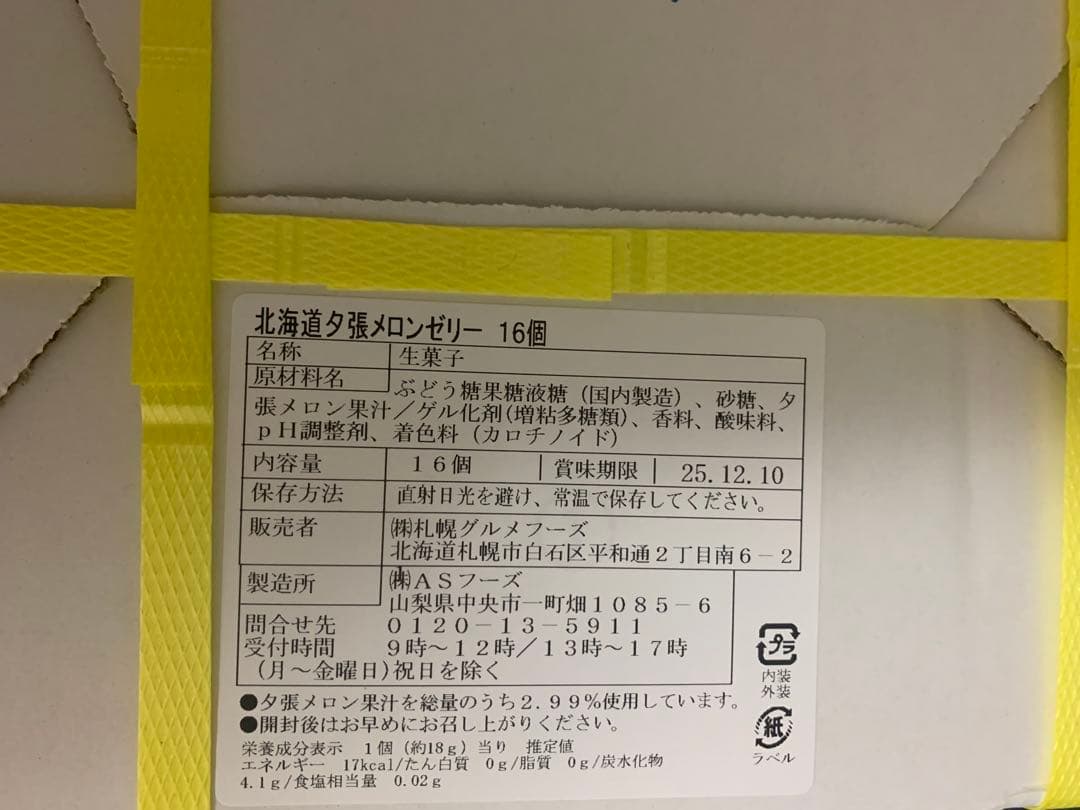 北海道夕張メロンゼリー 16個
名称 生菓子
原材料名 ぶどう糖果糖液糖（国内製造）、砂糖、夕
張メロン果汁／ゲル化剤(増粘多糖類)、香料、酸味料、
ｐＨ調整剤、着色料（カロチノイド）
内容量 １６個 賞味期限 25.12.10
保存方法 直射日光を避け、常温で保存してください。
販売者 ㈱札幌グルメフーズ
北海道札幌市白石区平和通２丁目南６－２
製造所 ㈱ＡＳフーズ
山梨県中央市一町畑１０８５－６
問合せ先 ０１２０－１３－５９１１
受付時間 ９時～１２時／１３時～１７時
（月～金曜日)祝日を除く
●夕張メロン果汁を総量のうち２.９９％使用しています。
●開封後はお早めにお召し上がりください。
栄養成分表示 １個（約18ｇ）当り 推定値
エネルギー 17kcal/たん白質 0ｇ/脂質 0ｇ/炭水化物
4.1ｇ/食塩相当量 0.02ｇ
プラ
内装
外装
紙
ラベル